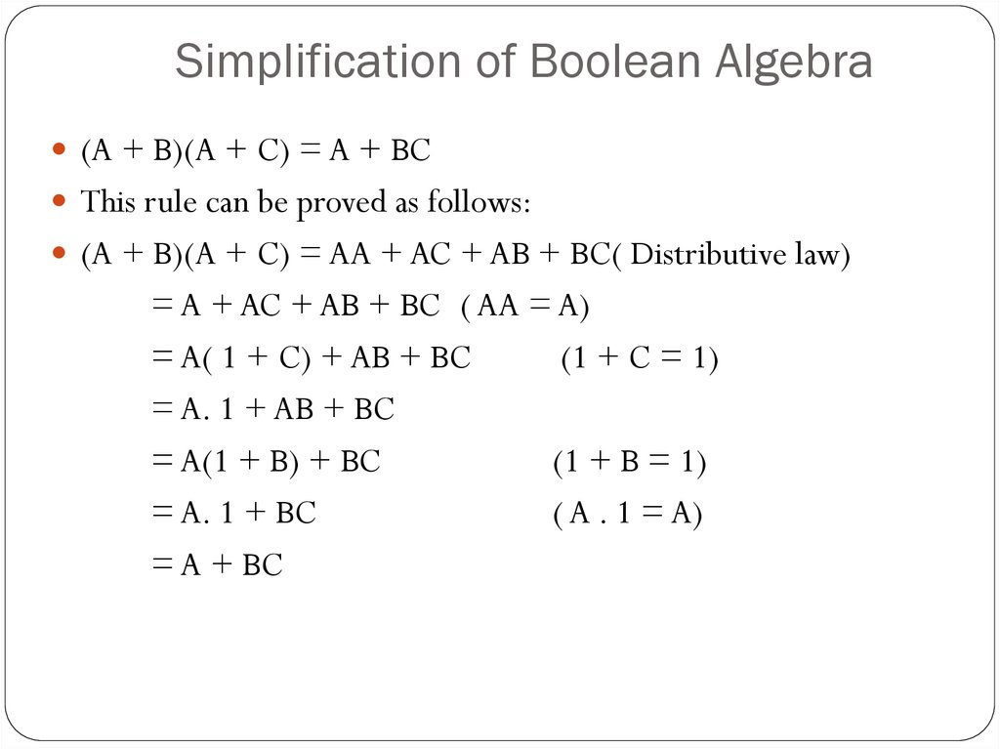 Simplification of Boolean Algebra
• (A + B)(A + C) = A + BC
• This rule can be proved as follows:
• (A + B)(A + C) = AA + AC + AB + BC( Distributive law)
= A + AC + AB + BC ( AA = A)
= A( 1 + C) + AB + BC (1 + C = 1)
= A. 1 + AB + BC
= A(1 + B) + BC (1 + B = 1)
= A. 1 + BC ( A . 1 = A)
= A + BC